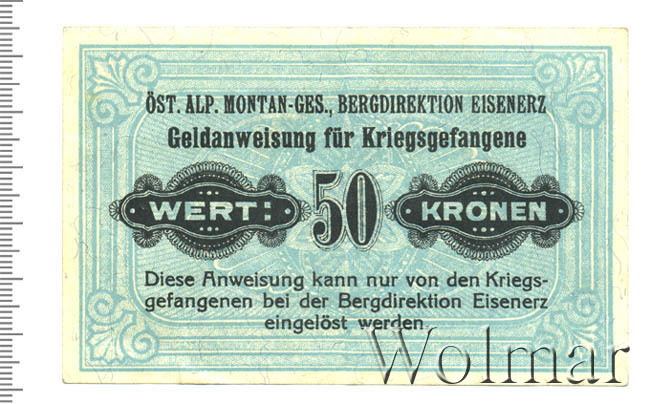 ÖST. ALP. MONTAN-GES., BERGDIREKTION EISENERZ
Geldanweisung für Kriegsgefangene
WERT: 50 KRONEN
Diese Anweisung kann nur von den Kriegs-
gefangenen bei der Bergdirektion Eisenerz
eingelöst werden.
Wolmar